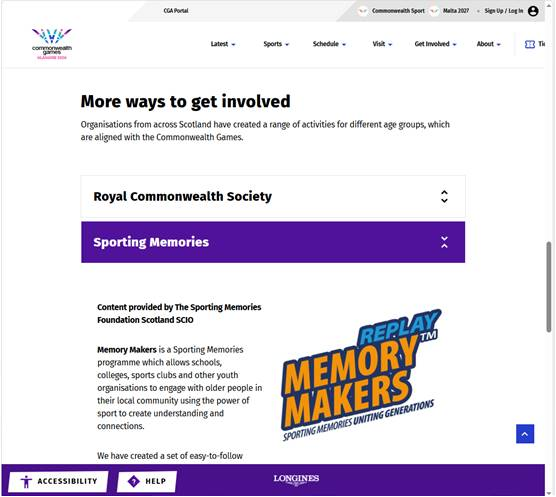 CGA Portal
Commonwealth Sport
Malta 2027
Sign Up / Log In
commonwealth
games
GLASGOW 2026
Latest
Sports
Schedule
Visit
Get Involved
About
More ways to get involved
Organisations from across Scotland have created a range of activities for different age groups, which
are aligned with the Commonwealth Games.
Royal Commonwealth Society
Sporting Memories
Content provided by The Sporting Memories
Foundation Scotland SCIO
Memory Makers is a Sporting Memories
programme which allows schools,
colleges, sports clubs and other youth
organisations to engage with older people in
their local community using the power of
sport to create understanding and
connections.
We have created a set of easy-to-follow
REPLAY
TM
MEMORY
MAKERS
SPORTING MEMORIES UNITING GENERATIONS
ACCESSIBILITY
HELP
LONGINES